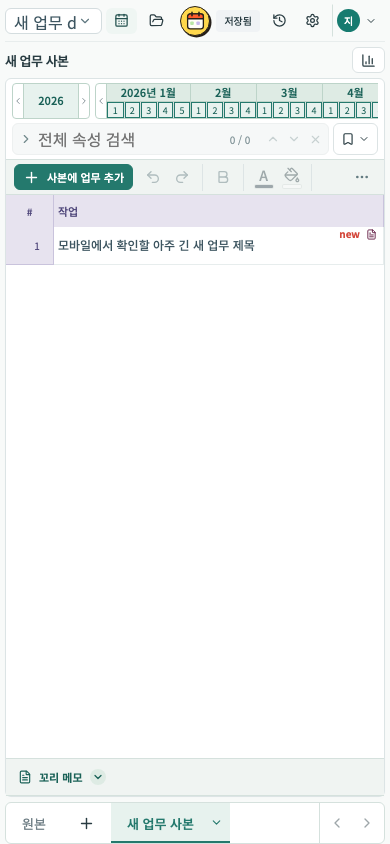 새 업무 d
저장됨
지
새 업무 사본
2026
2026년 1월 2월 3월 4월
1 2 3 4 5 1 2 3 4 1 2 3 4 1 2 3
전체 속성 검색
0 / 0
사본에 업무 추가
B
A
#
작업
new
1
모바일에서 확인할 아주 긴 새 업무 제목
꼬리 메모
원본
새 업무 사본